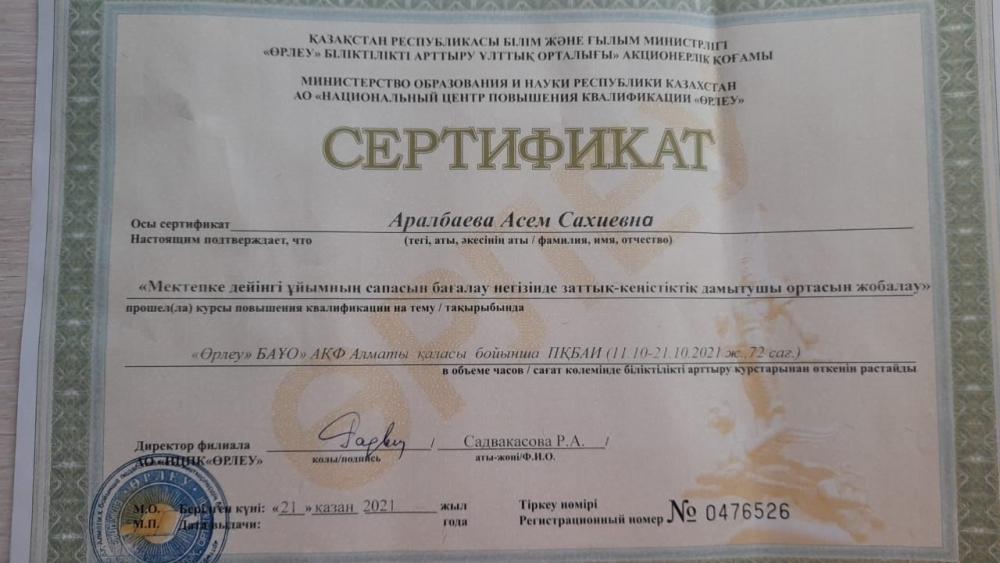 ҚАЗАҚСТАН РЕСПУБЛИКАСЫ БІЛІМ ЖӘНЕ ҒЫЛЫМ МИНИСТРЛІГІ
«ӨРЛЕУ» БІЛІКТІЛІКТІ АРТТЫРУ ҰЛТТЫҚ ОРТАЛЫҒЫ» АКЦИОНЕРЛІК ҚОҒАМЫ
МИНИСТЕРСТВО ОБРАЗОВАНИЯ И НАУКИ РЕСПУБЛИКИ КАЗАХСТАН
АО «НАЦИОНАЛЬНЫЙ ЦЕНТР ПОВЫШЕНИЯ КВАЛИФИКАЦИИ «ӨРЛЕУ»
СЕРТИФИКАТ
ӨРЛЕУ
Осы сертификат Аралбаева Асем Сахиевна
Настоящим подтверждает, что (тегі, аты, әкесінің аты / фамилия, имя, отчество)
«Мектепке дейінгі ұйымның сапасын бағалау негізінде заттық-кеңістіктік дамытушы ортасын жобалау»
прошел(ла) курсы повышения квалификации на тему / тақырыбында
«Өрлеу» БАҰО» АҚФ Алматы қаласы бойынша ПҚБАИ (11.10-21.10.2021 ж.,72 сағ.)
в объеме часов / сағат көлемінде біліктілікті арттыру курстарынан өткенін растайды
Директор филиала / Садвакасова Р.А. /
АО «НЦПК«ӨРЛЕУ» қолы/подпись аты-жөні/Ф.И.О.
ӨРЛЕУ
М.О. Берілген күні: «21 » қазан 2021 жыл Тіркеу нөмірі
М.П. Дата выдачи: года Регистрационный номер № 0476526